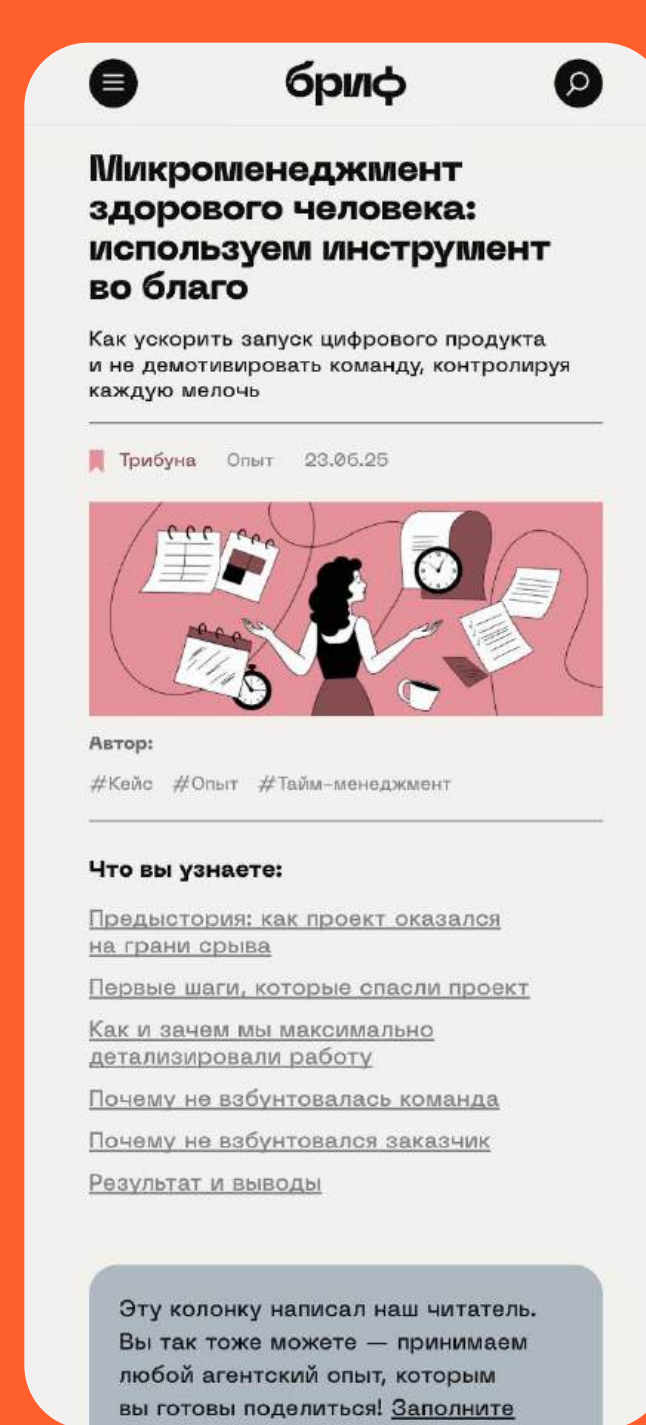 бриф
Микроменеджмент
здорового человека:
используем инструмент
во благо
Как ускорить запуск цифрового продукта
и не демотивировать команду, контролируя
каждую мелочь
Трибуна Опыт 23.06.25
Автор:
#Кейс #Опыт #Тайм-менеджмент
Что вы узнаете:
Предыстория: как проект оказался
на грани срыва
Первые шаги, которые спасли проект
Как и зачем мы максимально
детализировали работу
Почему не взбунтовалась команда
Почему не взбунтовался заказчик
Результат и выводы
Эту колонку написал наш читатель.
Вы так тоже можете — принимаем
любой агентский опыт, которым
вы готовы поделиться! Заполните